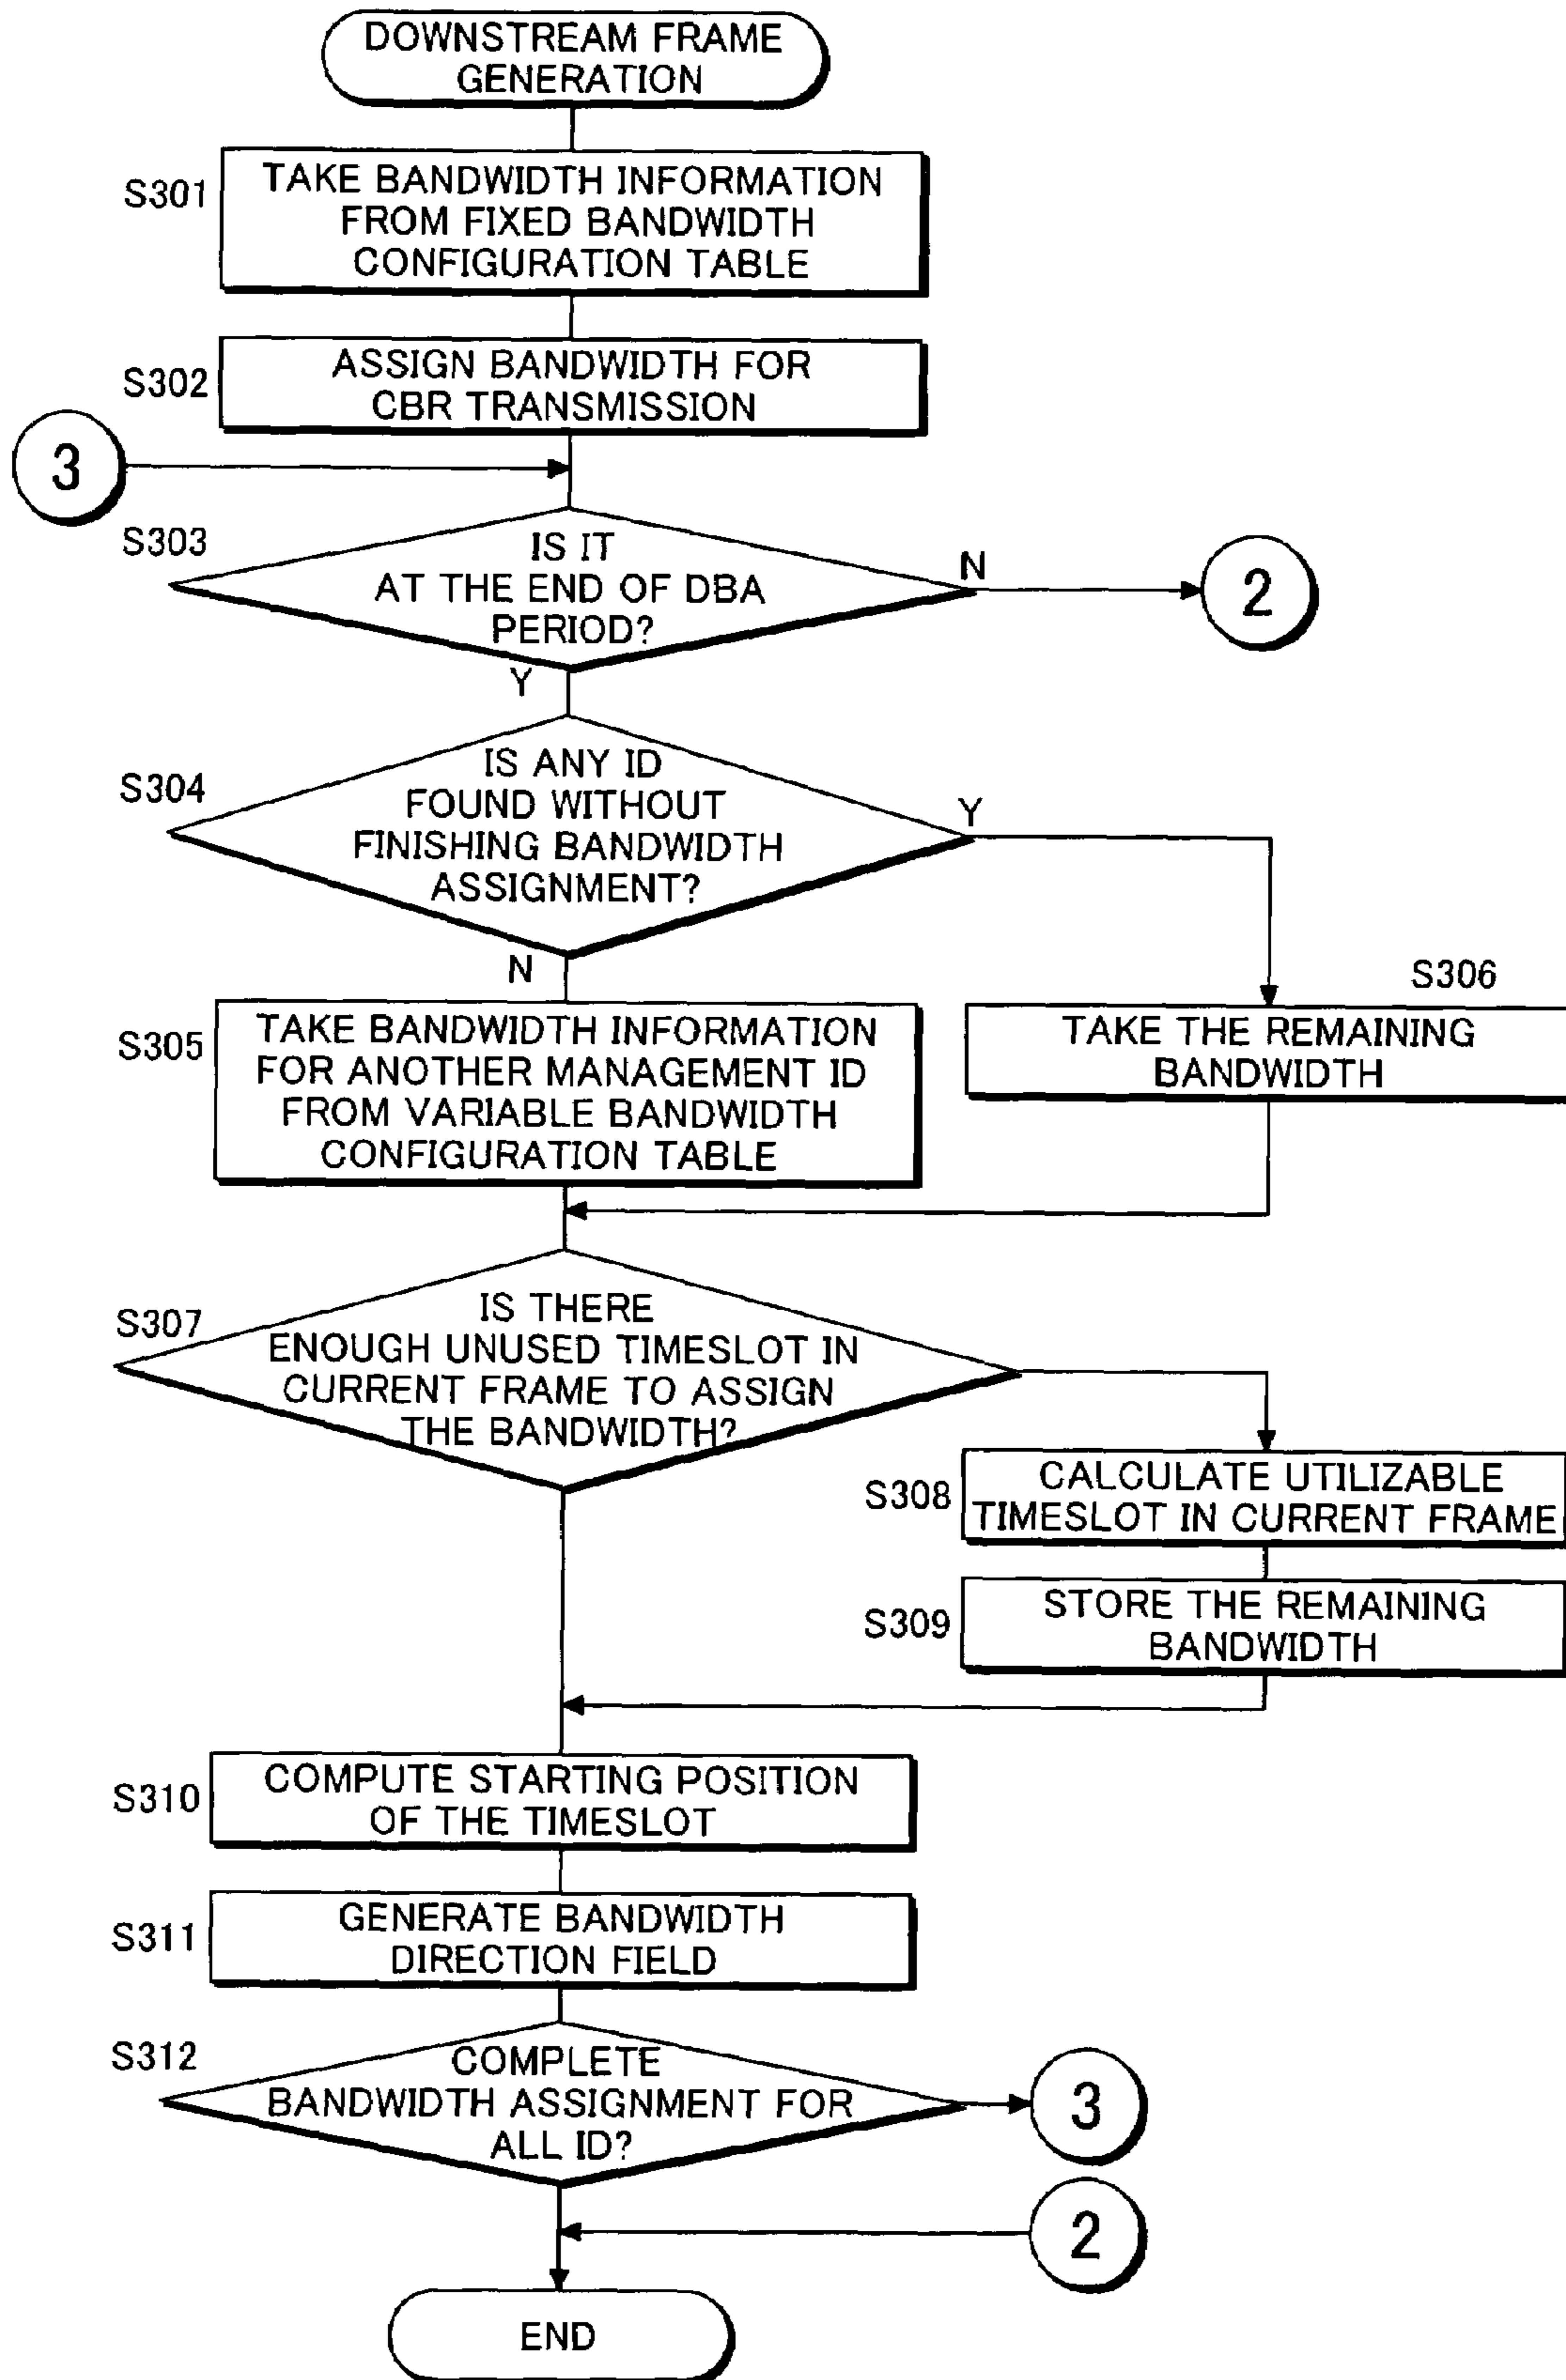 DOWNSTREAM FRAME
GENERATION
S301
TAKE BANDWIDTH INFORMATION
FROM FIXED BANDWIDTH
CONFIGURATION TABLE
S302
ASSIGN BANDWIDTH FOR
CBR TRANSMISSION
3
S303
IS IT
AT THE END OF DBA
PERIOD?
N
2
Y
S304
IS ANY ID
FOUND WITHOUT
FINISHING BANDWIDTH
ASSIGNMENT?
Y
N
S305
TAKE BANDWIDTH INFORMATION
FOR ANOTHER MANAGEMENT ID
FROM VARIABLE BANDWIDTH
CONFIGURATION TABLE
S306
TAKE THE REMAINING
BANDWIDTH
S307
IS THERE
ENOUGH UNUSED TIMESLOT IN
CURRENT FRAME TO ASSIGN
THE BANDWIDTH?
S308
CALCULATE UTILIZABLE
TIMESLOT IN CURRENT FRAME
S309
STORE THE REMAINING
BANDWIDTH
S310
COMPUTE STARTING POSITION
OF THE TIMESLOT
S311
GENERATE BANDWIDTH
DIRECTION FIELD
S312
COMPLETE
BANDWIDTH ASSIGNMENT FOR
ALL ID?
3
2
END